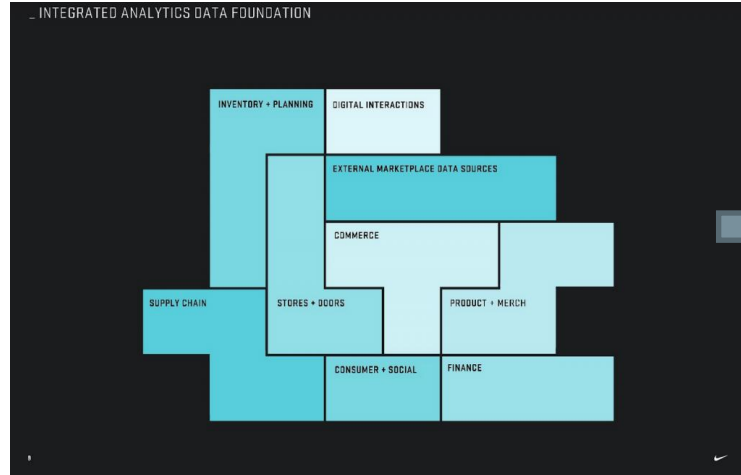 _ INTEGRATED ANALYTICS DATA FOUNDATION
INVENTORY + PLANNING
DIGITAL INTERACTIONS
EXTERNAL MARKETPLACE DATA SOURCES
COMMERCE
SUPPLY CHAIN
STORES + DOORS
PRODUCT + MERCH
CONSUMER + SOCIAL
FINANCE